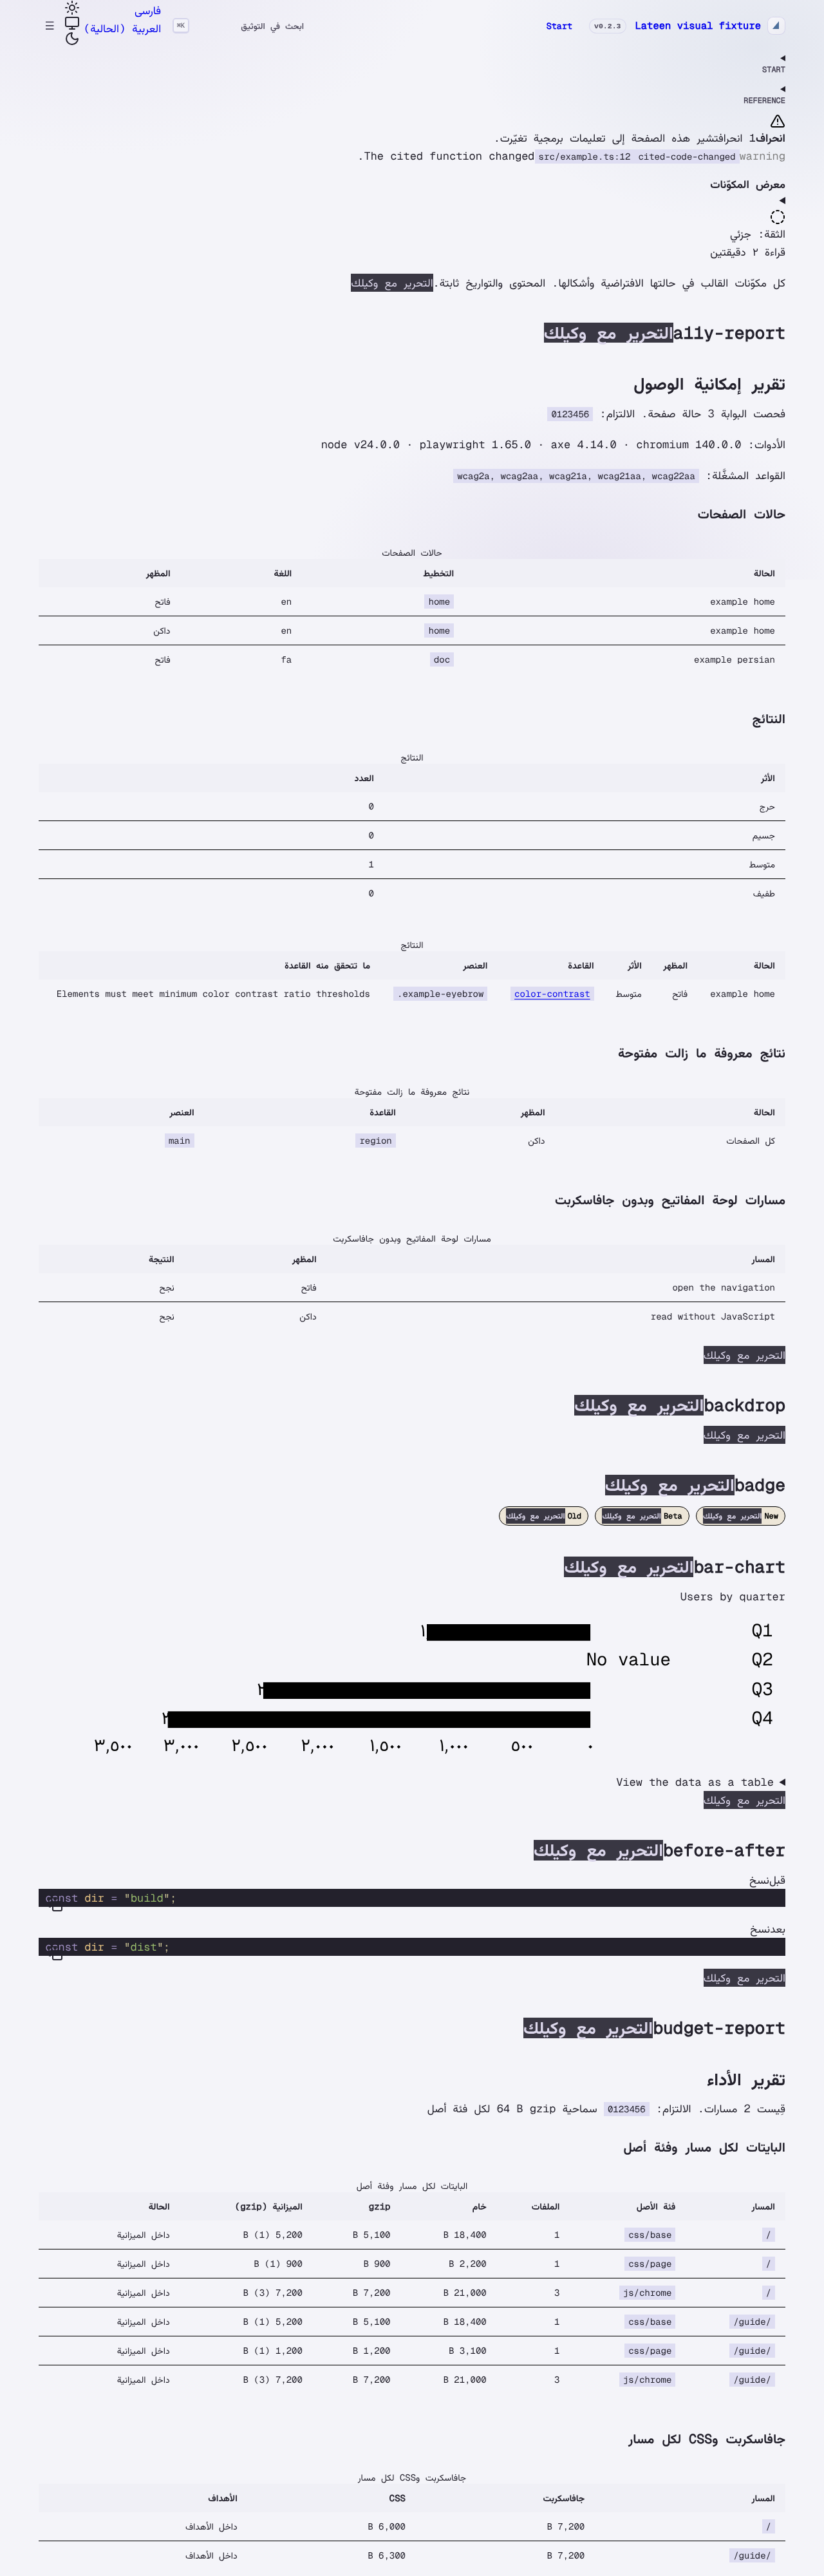 Lateen visual fixture v0.2.3 Start ابحث في التوثيق ⌘K
فارسی
العربية (الحالية)
START
REFERENCE
انحراف1 انحرافتشير هذه الصفحة إلى تعليمات برمجية تغيّرت.
warning cited-code-changed src/example.ts:12 The cited function changed.
معرض المكوّنات
الثقة: جزئي
قراءة ٢ دقيقتين
كل مكوّنات القالب في حالتها الافتراضية وأشكالها. المحتوى والتواريخ ثابتة. التحرير مع وكيلك
a11y-report التحرير مع وكيلك
تقرير إمكانية الوصول
فحصت البوابة 3 حالة صفحة. الالتزام: 0123456
الأدوات: node v24.0.0 · playwright 1.65.0 · axe 4.14.0 · chromium 140.0.0
القواعد المشغَّلة: wcag2a, wcag2aa, wcag21a, wcag21aa, wcag22aa
حالات الصفحات
حالات الصفحات
الحالة التخطيط اللغة المظهر
example home home en فاتح
example home home en داكن
example persian doc fa فاتح
النتائج
النتائج
الأثر العدد
حرج 0
جسيم 0
متوسط 1
طفيف 0
النتائج
الحالة المظهر الأثر القاعدة العنصر ما تتحقق منه القاعدة
example home فاتح متوسط color-contrast .example-eyebrow Elements must meet minimum color contrast ratio thresholds
نتائج معروفة ما زالت مفتوحة
نتائج معروفة ما زالت مفتوحة
الحالة المظهر القاعدة العنصر
كل الصفحات داكن region main
مسارات لوحة المفاتيح وبدون جافاسكربت
مسارات لوحة المفاتيح وبدون جافاسكربت
المسار المظهر النتيجة
open the navigation فاتح نجح
read without JavaScript داكن نجح
التحرير مع وكيلك
backdrop التحرير مع وكيلك
التحرير مع وكيلك
badge التحرير مع وكيلك
New التحرير مع وكيلك Beta التحرير مع وكيلك Old التحرير مع وكيلك
bar-chart التحرير مع وكيلك
Users by quarter
Q1
Q2 No value
Q3
Q4
٠ ٥٠٠ ١,٠٠٠ ١,٥٠٠ ٢,٠٠٠ ٢,٥٠٠ ٣,٠٠٠ ٣,٥٠٠
View the data as a table
التحرير مع وكيلك
before-after التحرير مع وكيلك
قبلنسخ
const dir = "build";
بعدنسخ
const dir = "dist";
التحرير مع وكيلك
budget-report التحرير مع وكيلك
تقرير الأداء
قِيست 2 مسارات. الالتزام: 0123456 سماحية 64 B gzip لكل فئة أصل
البايتات لكل مسار وفئة أصل
البايتات لكل مسار وفئة أصل
المسار فئة الأصل الملفات خام gzip الميزانية (gzip) الحالة
/ css/base 1 18,400 B 5,100 B 5,200 B (1) داخل الميزانية
/ css/page 1 2,200 B 900 B 900 B (1) داخل الميزانية
/ js/chrome 3 21,000 B 7,200 B 7,200 B (3) داخل الميزانية
/guide/ css/base 1 18,400 B 5,100 B 5,200 B (1) داخل الميزانية
/guide/ css/page 1 3,100 B 1,200 B 1,200 B (1) داخل الميزانية
/guide/ js/chrome 3 21,000 B 7,200 B 7,200 B (3) داخل الميزانية
جافاسكربت وCSS لكل مسار
جافاسكربت وCSS لكل مسار
المسار جافاسكربت CSS الأهداف
/ 7,200 B 6,000 B داخل الأهداف
/guide/ 7,200 B 6,300 B داخل الأهداف